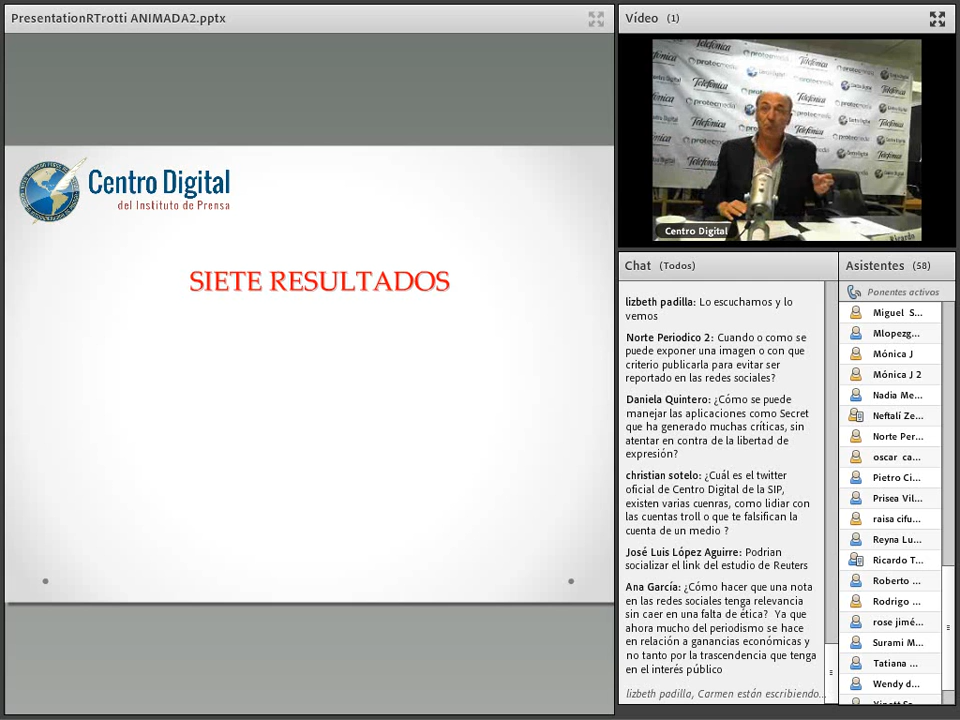 PresentationRTrotti ANIMADA2.pptx
Centro Digital
del Instituto de Prensa
SIETE RESULTADOS
Vídeo (1)
Telefónica
protecmedia
Centro Digital
Ricardo
Chat (Todos)
lizbeth padilla: Lo escuchamos y lo
vemos
Norte Periodico 2: Cuando o como se
puede exponer una imagen o con que
criterio publicarla para evitar ser
reportado en las redes sociales?
Daniela Quintero: ¿Cómo se puede
manejar las aplicaciones como Secret
que ha generado muchas críticas, sin
atentar en contra de la libertad de
expresión?
christian sotelo: ¿Cuál es el twitter
oficial de Centro Digital de la SIP,
existen varias cuenras, como lidiar con
las cuentas troll o que te falsifican la
cuenta de un medio ?
José Luis López Aguirre: Podrian
socializar el link del estudio de Reuters
Ana García: ¿Cómo hacer que una nota
en las redes sociales tenga relevancia
sin caer en una falta de ética? Ya que
ahora mucho del periodismo se hace
en relación a ganancias económicas y
no tanto por la trascendencia que tenga
en el interés público
lizbeth padilla, Carmen están escribiendo...
Asistentes (58)
Ponentes activos
Miguel S...
Mlopezg...
Mónica J
Mónica J 2
Nadia Me...
Neftalí Ze...
Norte Per...
oscar ca...
Pietro Ci...
Prisea Vil...
raisa cifu...
Reyna Lu...
Ricardo T...
Roberto ...
Rodrigo ...
rose jimé...
Surami M...
Tatiana ...
Wendy d...